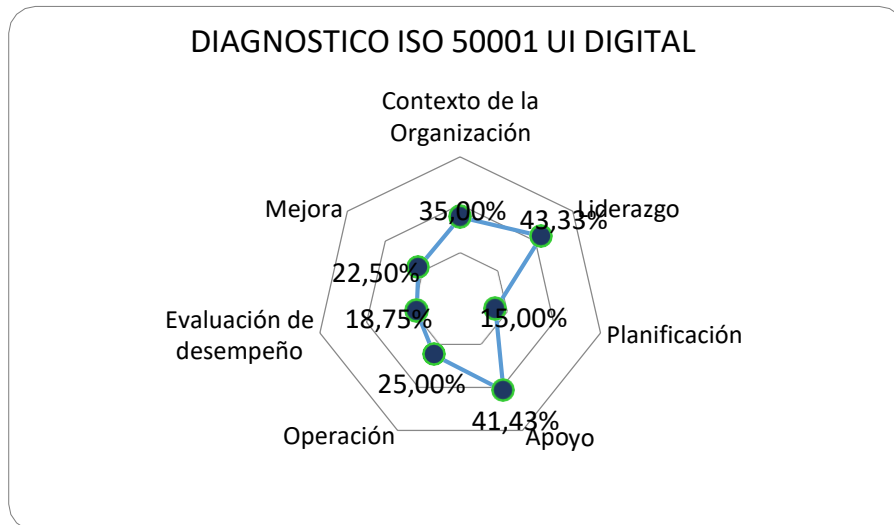 DIAGNOSTICO ISO 50001 UI DIGITAL
Contexto de la
Organización
Mejora
Liderazgo
35,00%
43,33%
22,50%
Evaluación de
desempeño
18,75%
15,00%
Planificación
25,00%
41,43%
Operación
Apoyo